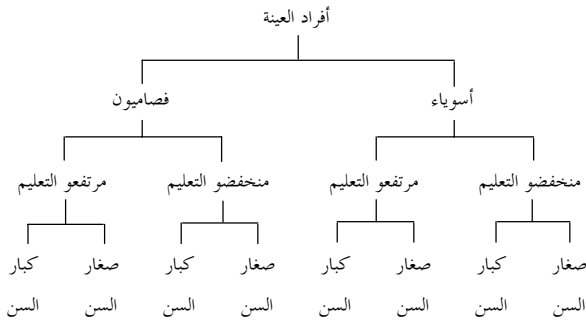 أفراد العينة
أسوياء فصاميون
منخفضو التعليم مرتفعو التعليم منخفضو التعليم مرتفعو التعليم
صغار كبار صغار كبار صغار كبار صغار كبار
السن السن السن السن السن السن السن السن